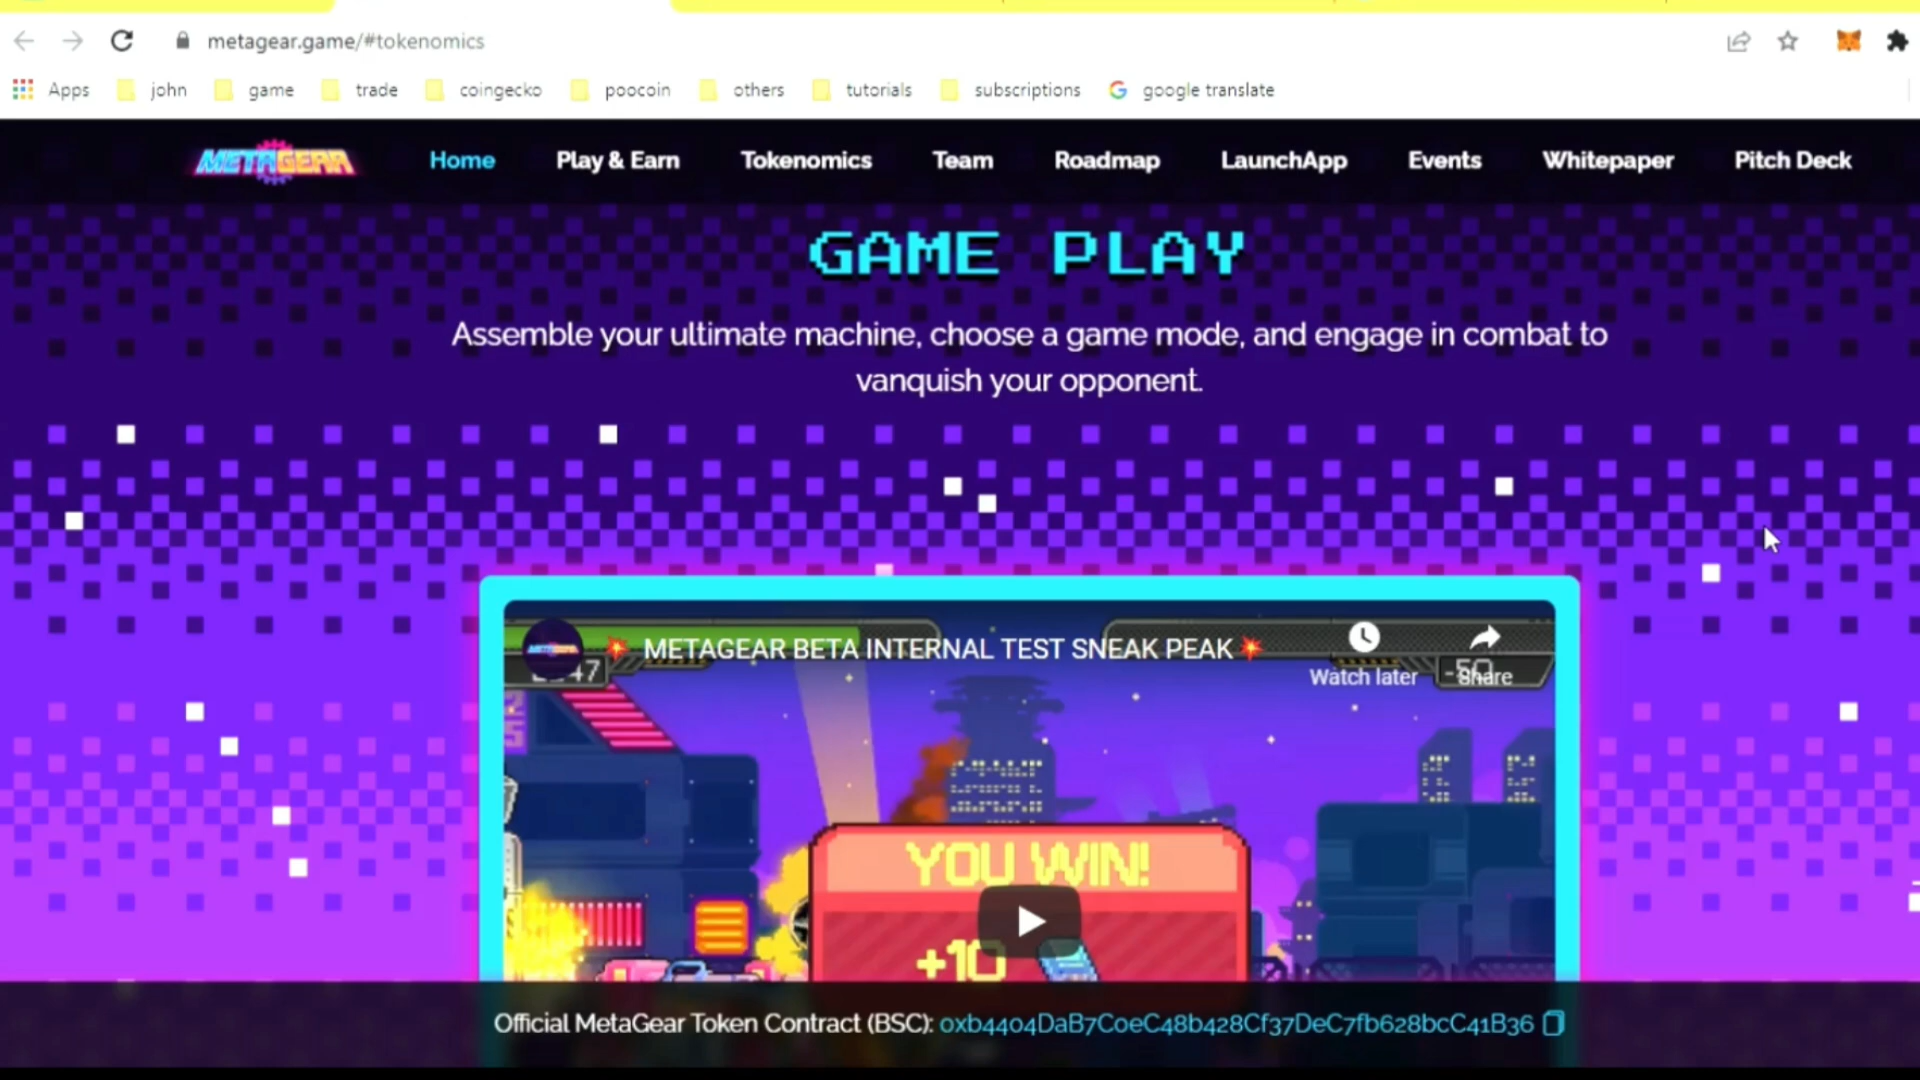 metagear.game/#tokenomics
Apps john game trade coingecko poocoin others tutorials subscriptions google translate
METAGEAR Home Play & Earn Tokenomics Team Roadmap LaunchApp Events Whitepaper Pitch Deck
GAME PLAY
Assemble your ultimate machine, choose a game mode, and engage in combat to
vanquish your opponent.
METAGEAR BETA INTERNAL TEST SNEAK PEAK
Watch later Share
-50
YOU WIN!
+10
Official MetaGear Token Contract (BSC): 0xb4404DaB7C0eC48b428Cf37DeC7fb628bcC41B36